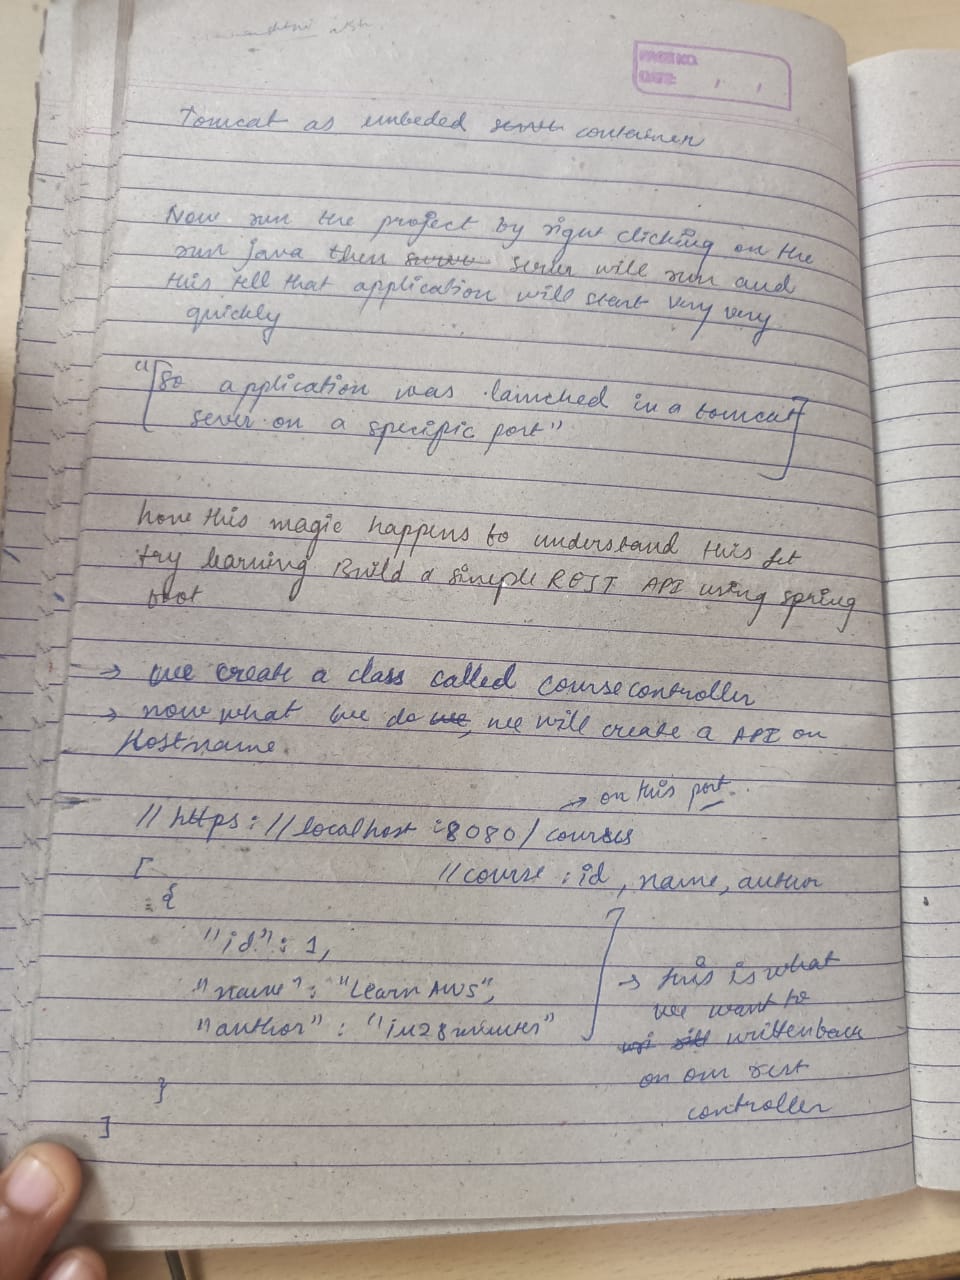 PAGE NO.
DATE: / /
Tomcat as embeded container
Now run the project by right clicking on the
run java then server will run and
this tell that application will start very very
quickly
"[So application was launched in a tomcat
sever on a specific port"]
how this magic happens to understand this let
try learning Build a simple REST API using spring
boot
→ we create a class called coursecontroller
→ now what we do we, we will create a API on
Hostname.
→ on this port.
// https://localhost:8080/courses
[ //course : id, name, author
{
"id": 1,
"name": "Learn AWS",
"author": "in28minutes"
→ this is what
we want to
written back
on our rest
controller
}
]